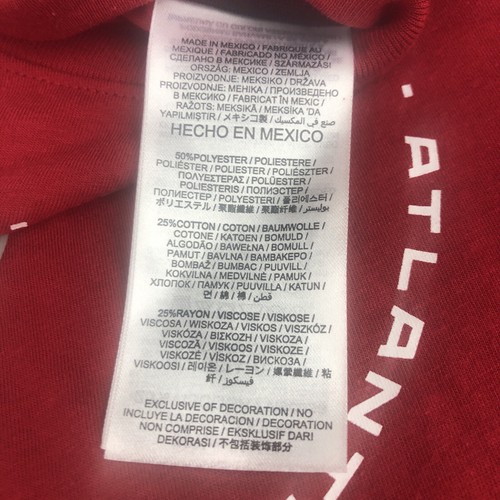 MADE IN MEXICO / FABRIQUE AU
MEXIQUE / FABRICADO NO MEXICO /
СДЕЛАНО В МЕКСИКЕ / SZÁRMAZÁSI
ORSZÁG: MEXICO / ZEMLJA
PROIZVODNJE: MEKSIKO / DRŽAVA
PROIZVODNJE: MEHIKA / ПРОИЗВЕДЕНО
В МЕКСИКО / FABRICAT ÎN MEXIC /
RAŽOTS: MEKSIKĀ / MEKSİKA 'DA
YAPILMIŞTIR / メキシコ製 / صنع في المكسيك
HECHO EN MEXICO
50%POLYESTER / POLIESTERE /
POLIÉSTER / POLIESTER / POLIÉSZTER /
ΠΟΛΥΕΣΤΕΡΑΣ / POLÜESTER /
POLIESTERIS / ПОЛИЭСТЕР /
ПОЛИЕСТЕР / POLYESTERI / 폴리에스터 /
ポリエステル / 聚酯纖維 / 聚酯纤维 / بوليستر
25%COTTON / COTON / BAUMWOLLE /
COTONE / KATOEN / BOMULD /
ALGODÃO / BAWEŁNA / BOMULL /
PAMUT / BAVLNA / ΒΑΜΒΑΚΕΡΟ /
BOMBAŽ / BUMBAC / PUUVILL /
KOKVILNA / MEDVILNĖ / PAMUK /
ХЛОПОК / ПАМУК / PUUVILLA / KATUN /
면 / 綿 / 棉 / قطن
25%RAYON / VISCOSE / VISKOSE /
VISCOSA / WISKOZA / VISKOS / VISZKÓZ /
VISKÓZA / ΒΙΣΚΟΖΗ / VISKOZA /
VISCOZĂ / VISKOOS / VISKOZE /
VISKOZĖ / VİSKOZ / ВИСКОЗА /
VISKOOSI / 레이온 / レーヨン / 嫘縈纖維 / 粘
纤 / فيسكوز
EXCLUSIVE OF DECORATION / NO
INCLUYE LA DECORACION / DECORATION
NON COMPRISE / EKSKLUSIF DARI
DEKORASI / 不包括装饰部分
· ATLANT